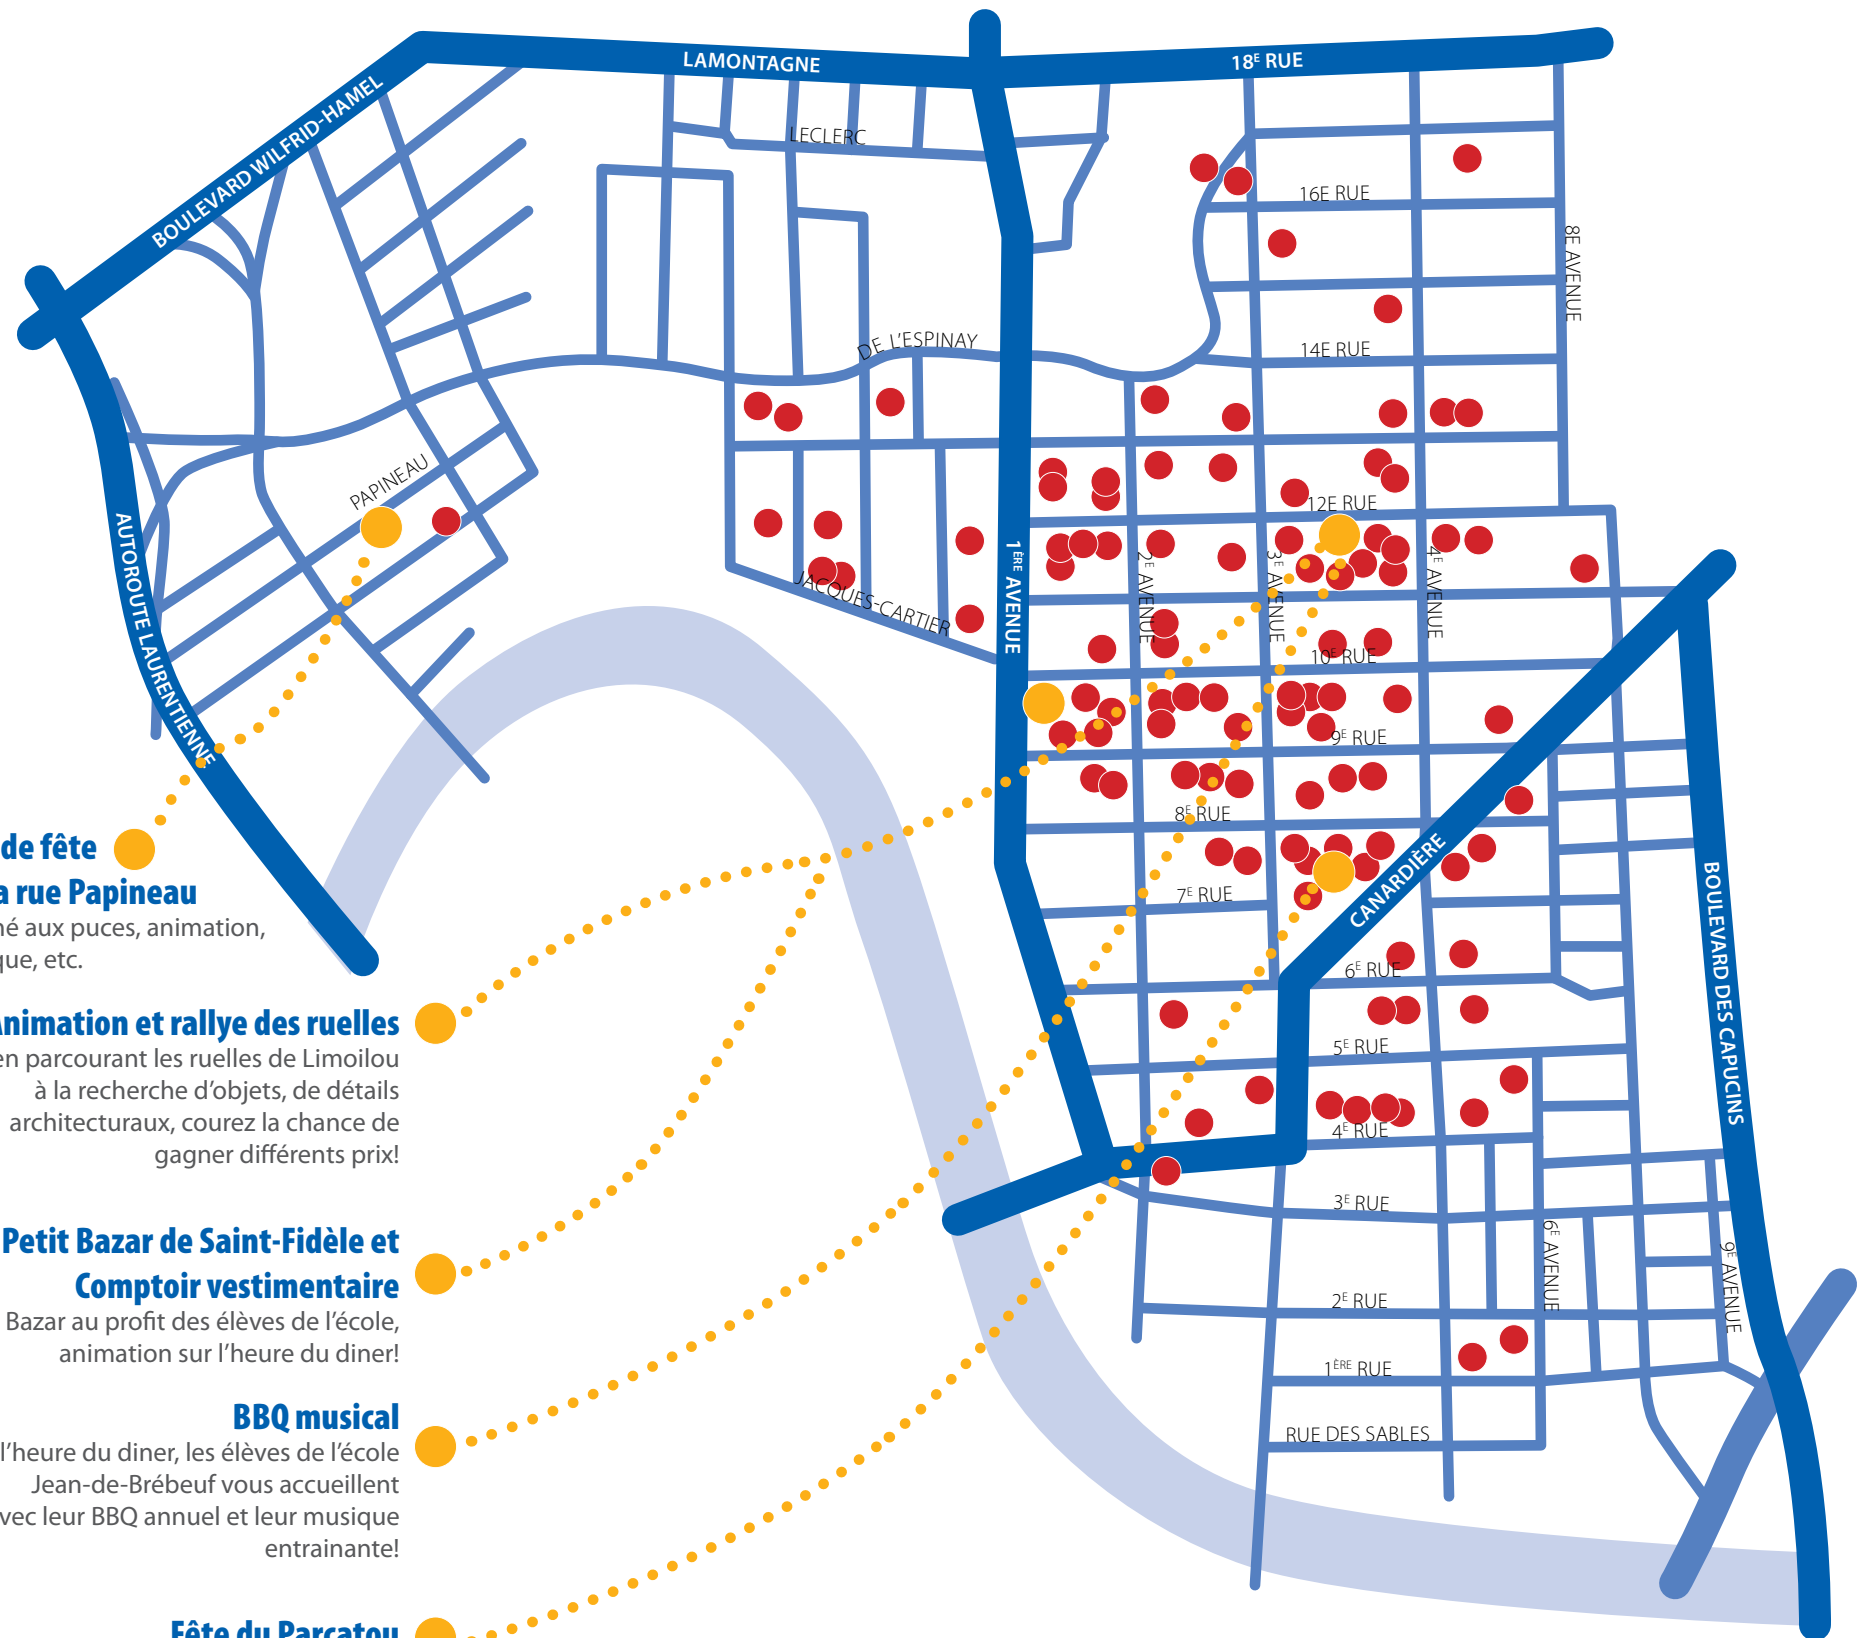 LAMONTAGNE
18E RUE
BOULEVARD WILFRID-HAMEL
LECLERC
16E RUE
8E AVENUE
DE L'ESPINAY
14E RUE
PAPINEAU
12E RUE
AUTOROUTE LAURENTIENNE
1ÈRE AVENUE
2E AVENUE
3E AVENUE
4E AVENUE
JACQUES-CARTIER
10E RUE
9E RUE
8E RUE
CANARDIÈRE
7E RUE
BOULEVARD DES CAPUCINS
6E RUE
5E RUE
4E RUE
3E RUE
6E AVENUE
9E AVENUE
2E RUE
1ÈRE RUE
RUE DES SABLES
de fête
a rue Papineau
né aux puces, animation,
que, etc.
Animation et rallye des ruelles
en parcourant les ruelles de Limoilou
à la recherche d'objets, de détails
architecturaux, courez la chance de
gagner différents prix!
Petit Bazar de Saint-Fidèle et
Comptoir vestimentaire
Bazar au profit des élèves de l'école,
animation sur l'heure du diner!
BBQ musical
l'heure du diner, les élèves de l'école
Jean-de-Brébeuf vous accueillent
vec leur BBQ annuel et leur musique
entrainante!
Fête du Parcatou